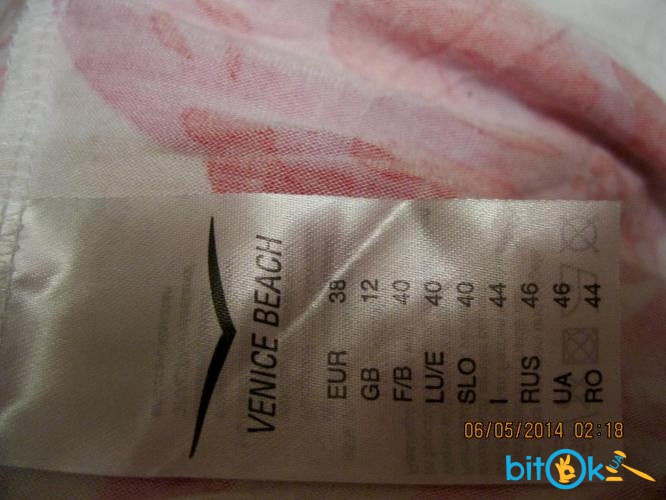 VENICE BEACH
EUR 38
GB 12
F/B 40
LU/E 40
SLO 40
I 44
RUS 46
UA 46
RO 44
06/05/2014 02:18
bitOk
UA